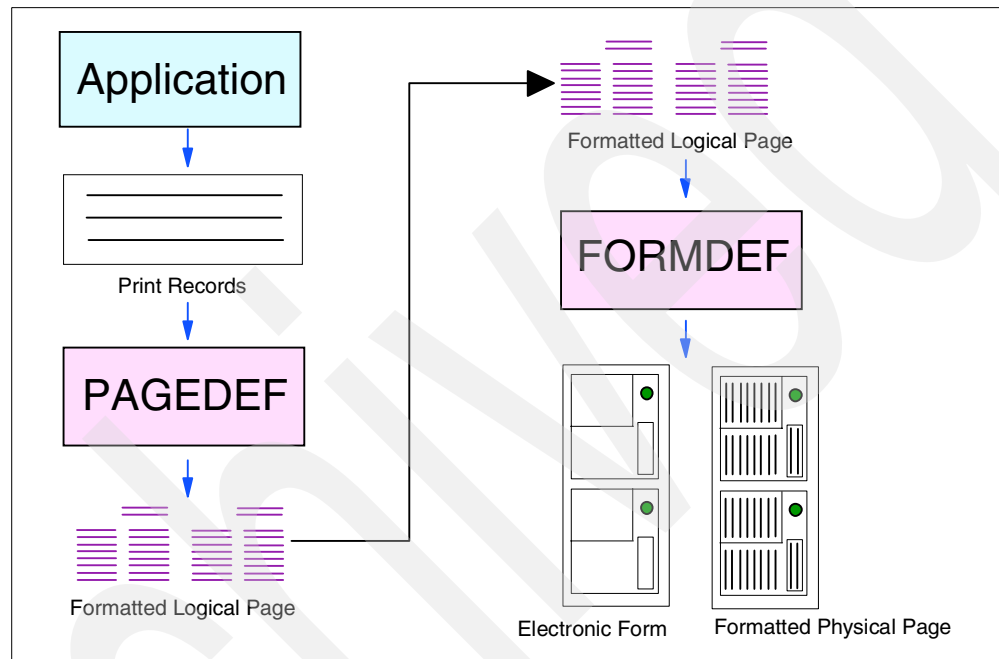 Application
Print Records
PAGEDEF
Formatted Logical Page
Formatted Logical Page
FORMDEF
Electronic Form
Formatted Physical Page